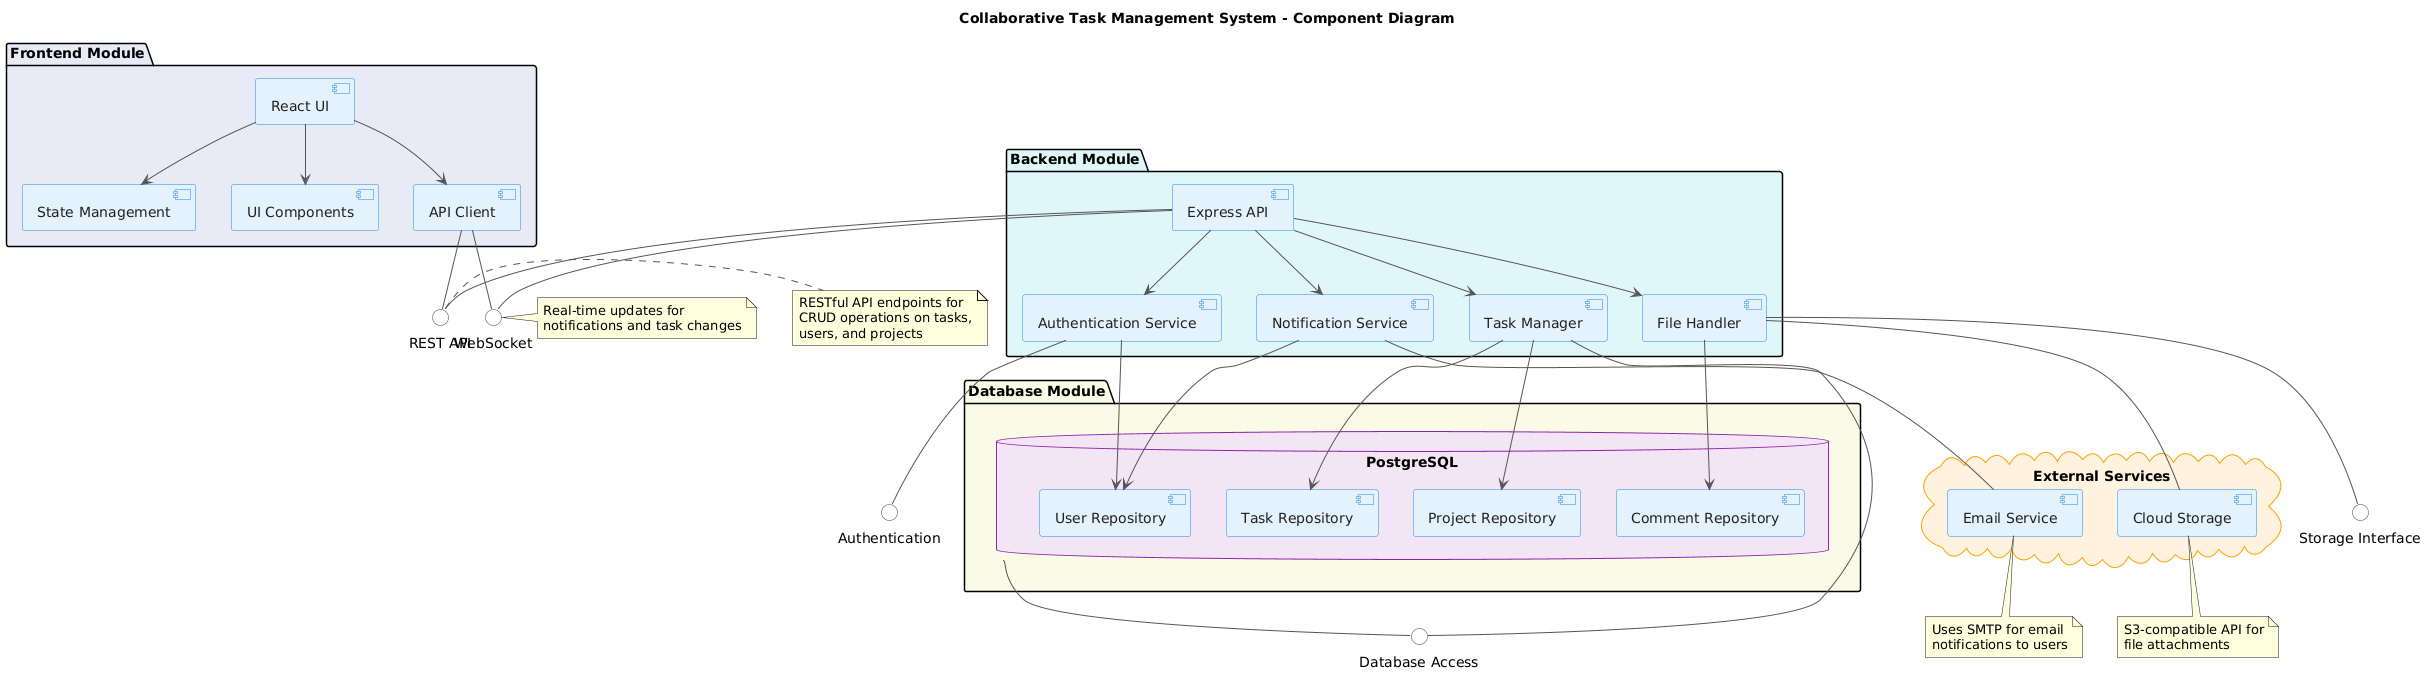 Collaborative Task Management System - Component Diagram
Frontend Module
React UI
State Management
UI Components
API Client
Backend Module
Express API
Authentication Service
Notification Service
Task Manager
File Handler
REST API
WebSocket
Real-time updates for
notifications and task changes
RESTful API endpoints for
CRUD operations on tasks,
users, and projects
Database Module
PostgreSQL
User Repository
Task Repository
Project Repository
Comment Repository
Authentication
External Services
Email Service
Cloud Storage
Storage Interface
Uses SMTP for email
notifications to users
S3-compatible API for
file attachments
Database Access